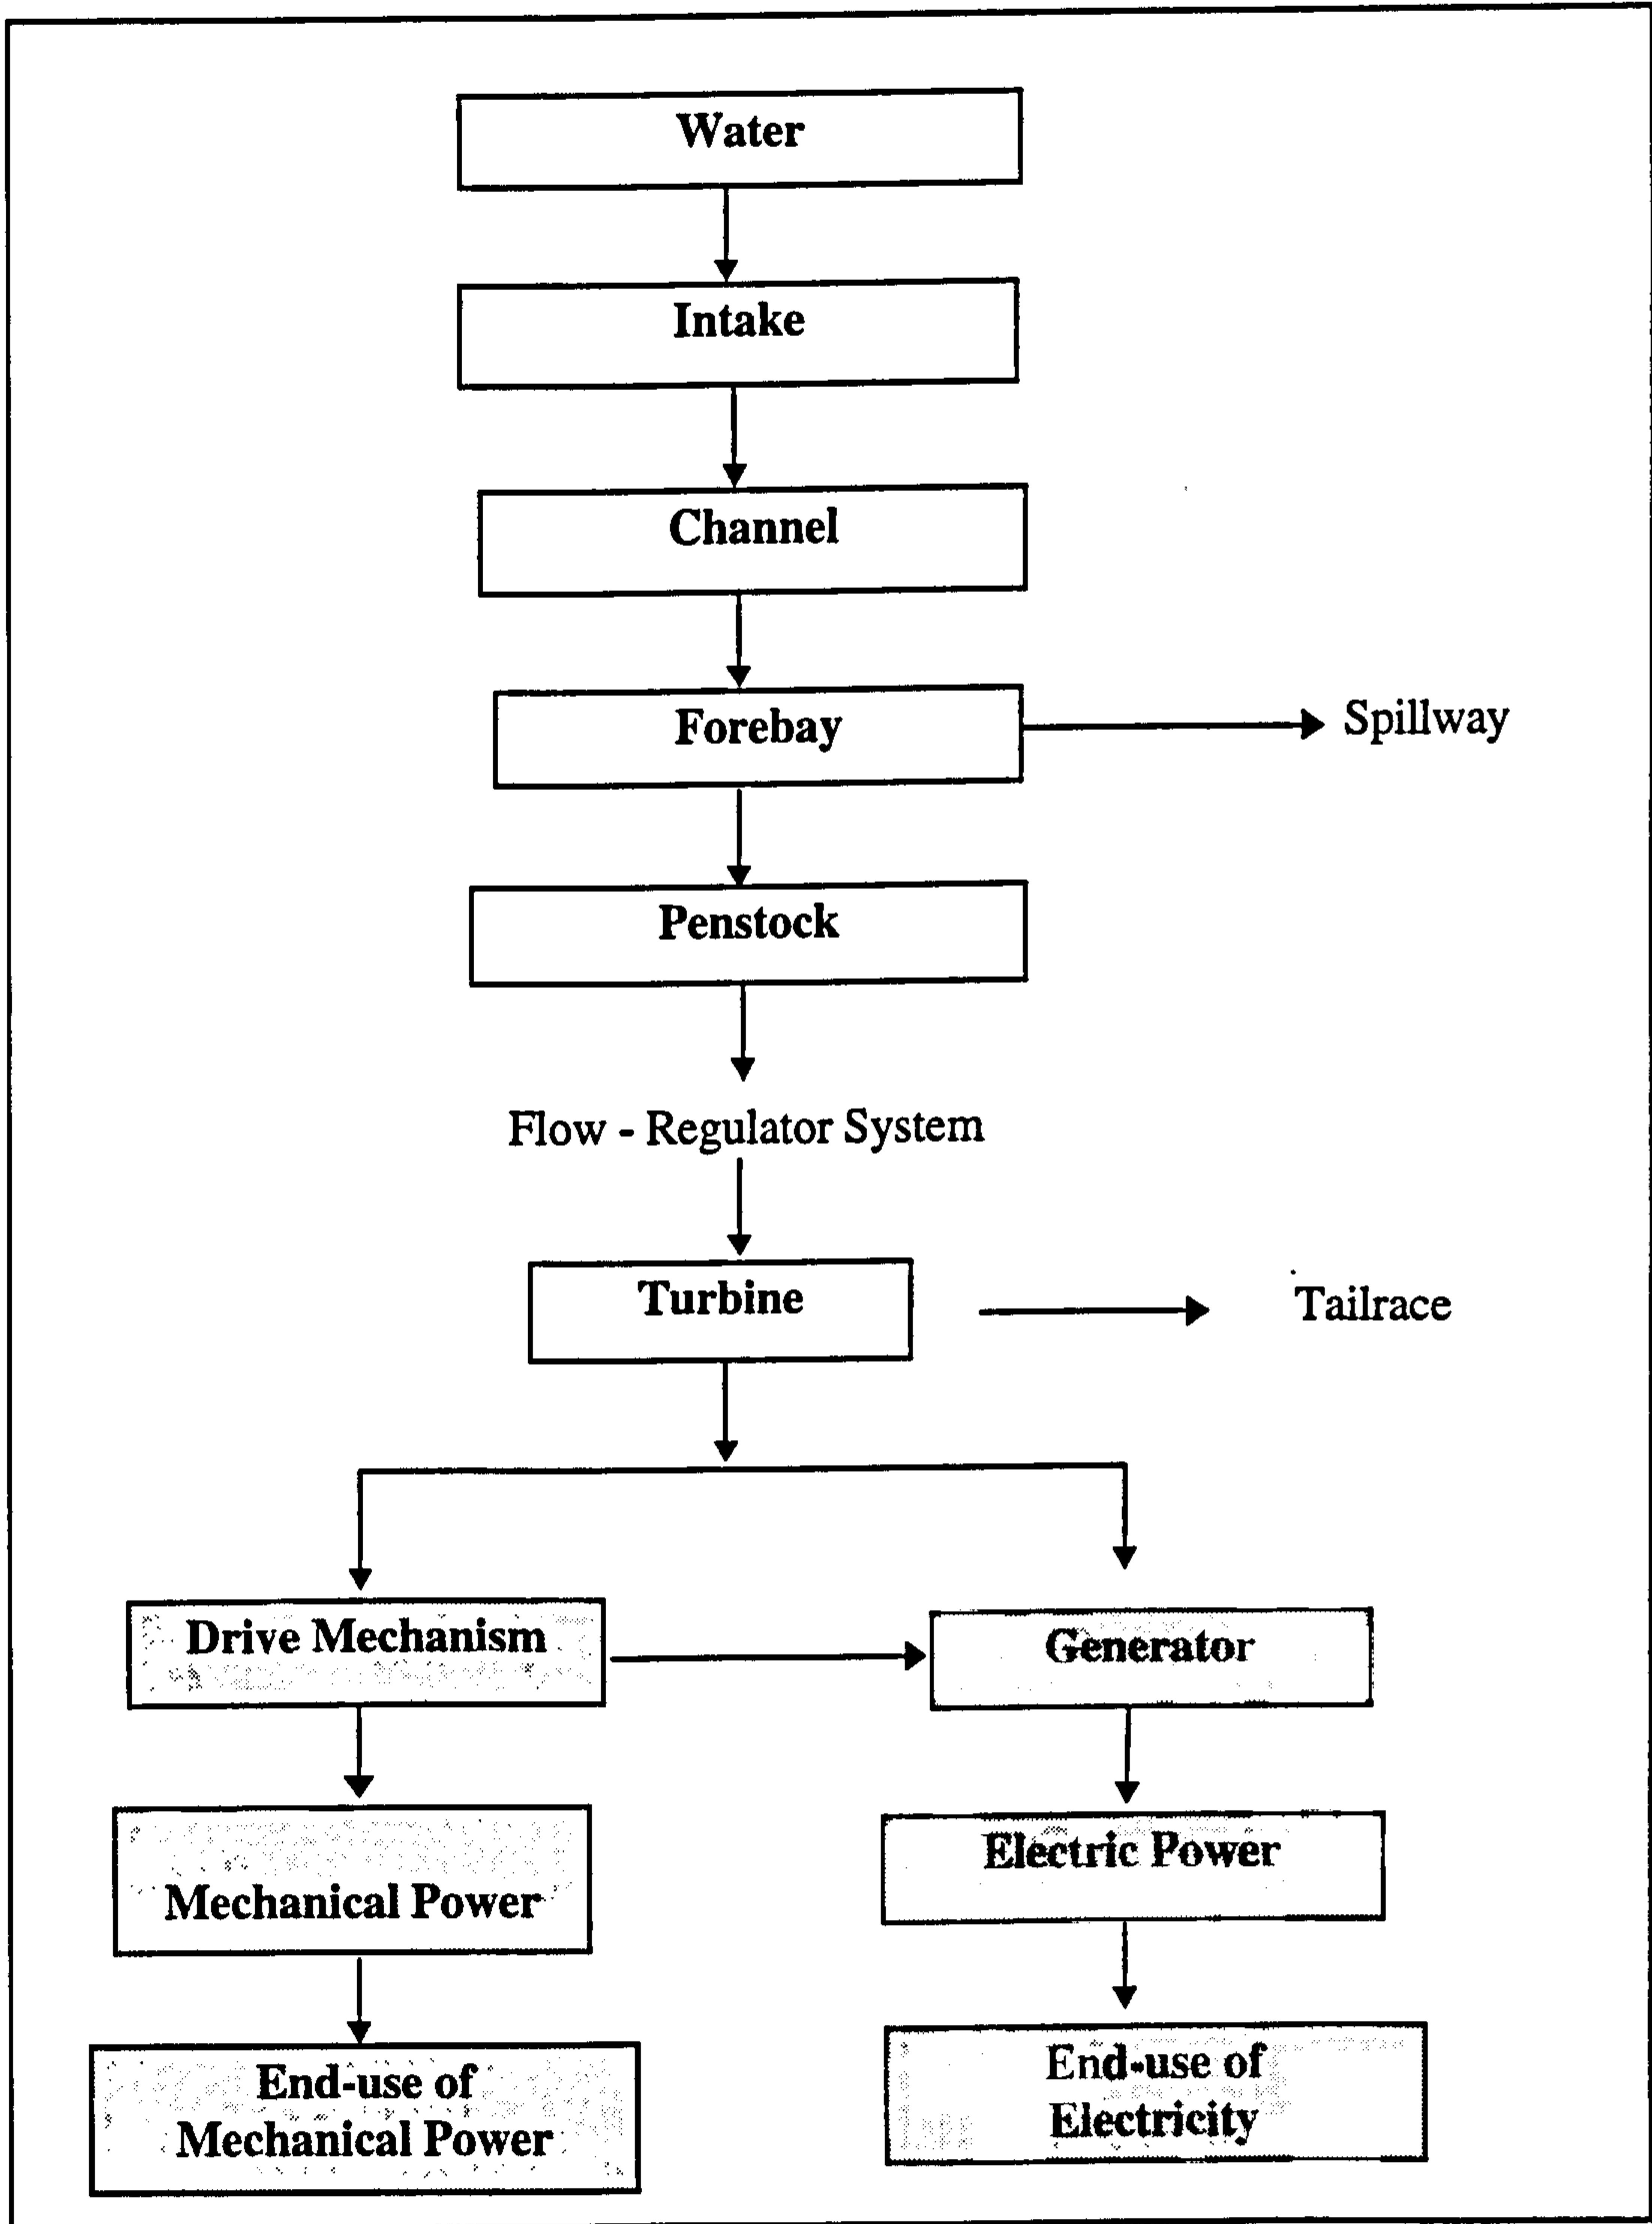 Water
Intake
Channel
Forebay
Spillway
Penstock
Flow - Regulator System
Turbine
Tailrace
Drive Mechanism
Generator
Mechanical Power
Electric Power
End-use of
Mechanical Power
End-use of
Electricity